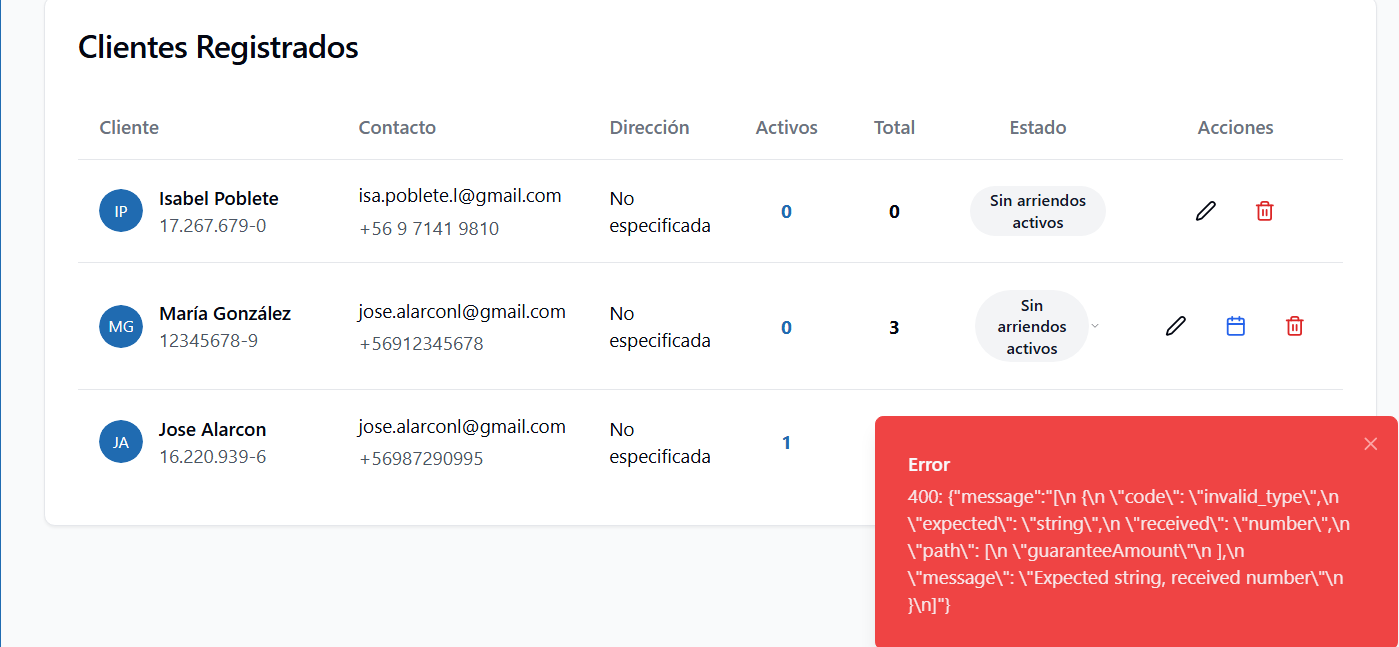 Clientes Registrados
Cliente Contacto Dirección Activos Total Estado Acciones
IP
Isabel Poblete
17.267.679-0
isa.poblete.l@gmail.com
+56 9 7141 9810
No
especificada
0
0
Sin arriendos
activos
MG
María González
12345678-9
jose.alarconl@gmail.com
+56912345678
No
especificada
0
3
Sin
arriendos
activos
JA
Jose Alarcon
16.220.939-6
jose.alarconl@gmail.com
+56987290995
No
especificada
1
Error
400: {"message":"[\n {\n \"code\": \"invalid_type\",\n
\"expected\": \"string\",\n \"received\": \"number\",\n
\"path\": [\n \"guaranteeAmount\"\n ],\n
\"message\": \"Expected string, received number\"\n
}\n]"}